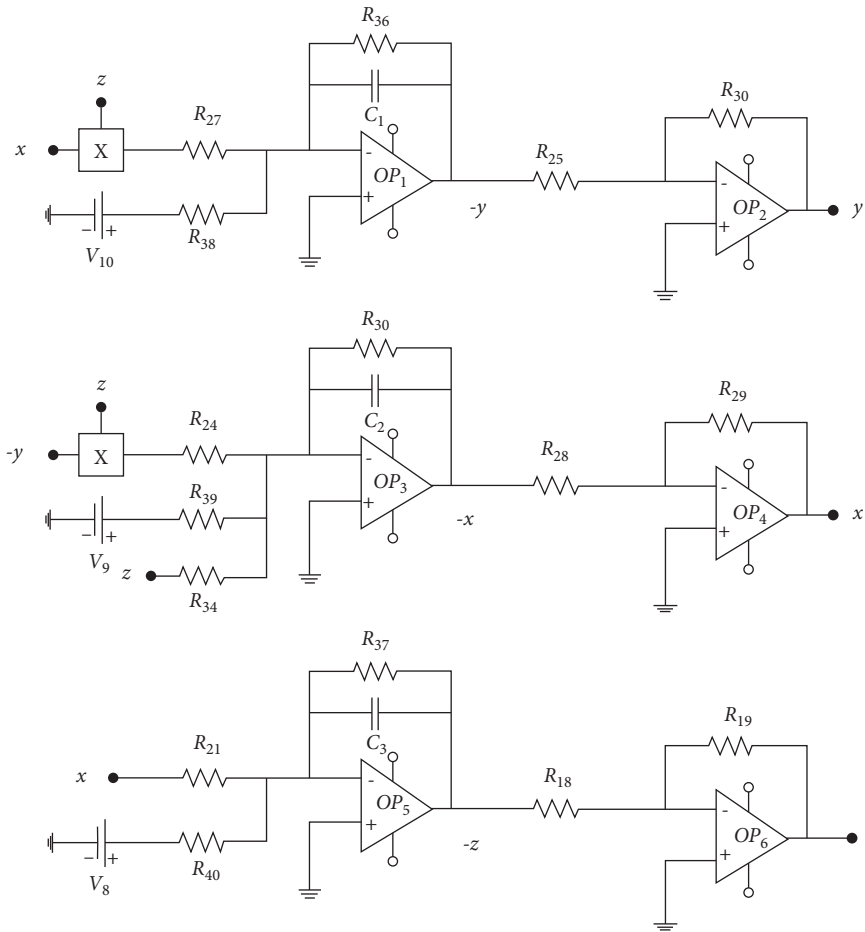 R36
z
R27
C1
R30
x
X
R25
-
OP1
+
-y
-
OP2
+
y
R38
−
+
V10
R30
z
R24
C2
R29
-y
X
R28
-
OP3
+
R39
-x
-
OP4
+
x
−
+
V9
z
R34
R37
R21
C3
R19
x
R18
-
OP5
+
-z
-
OP6
+
−
+
R40
V8